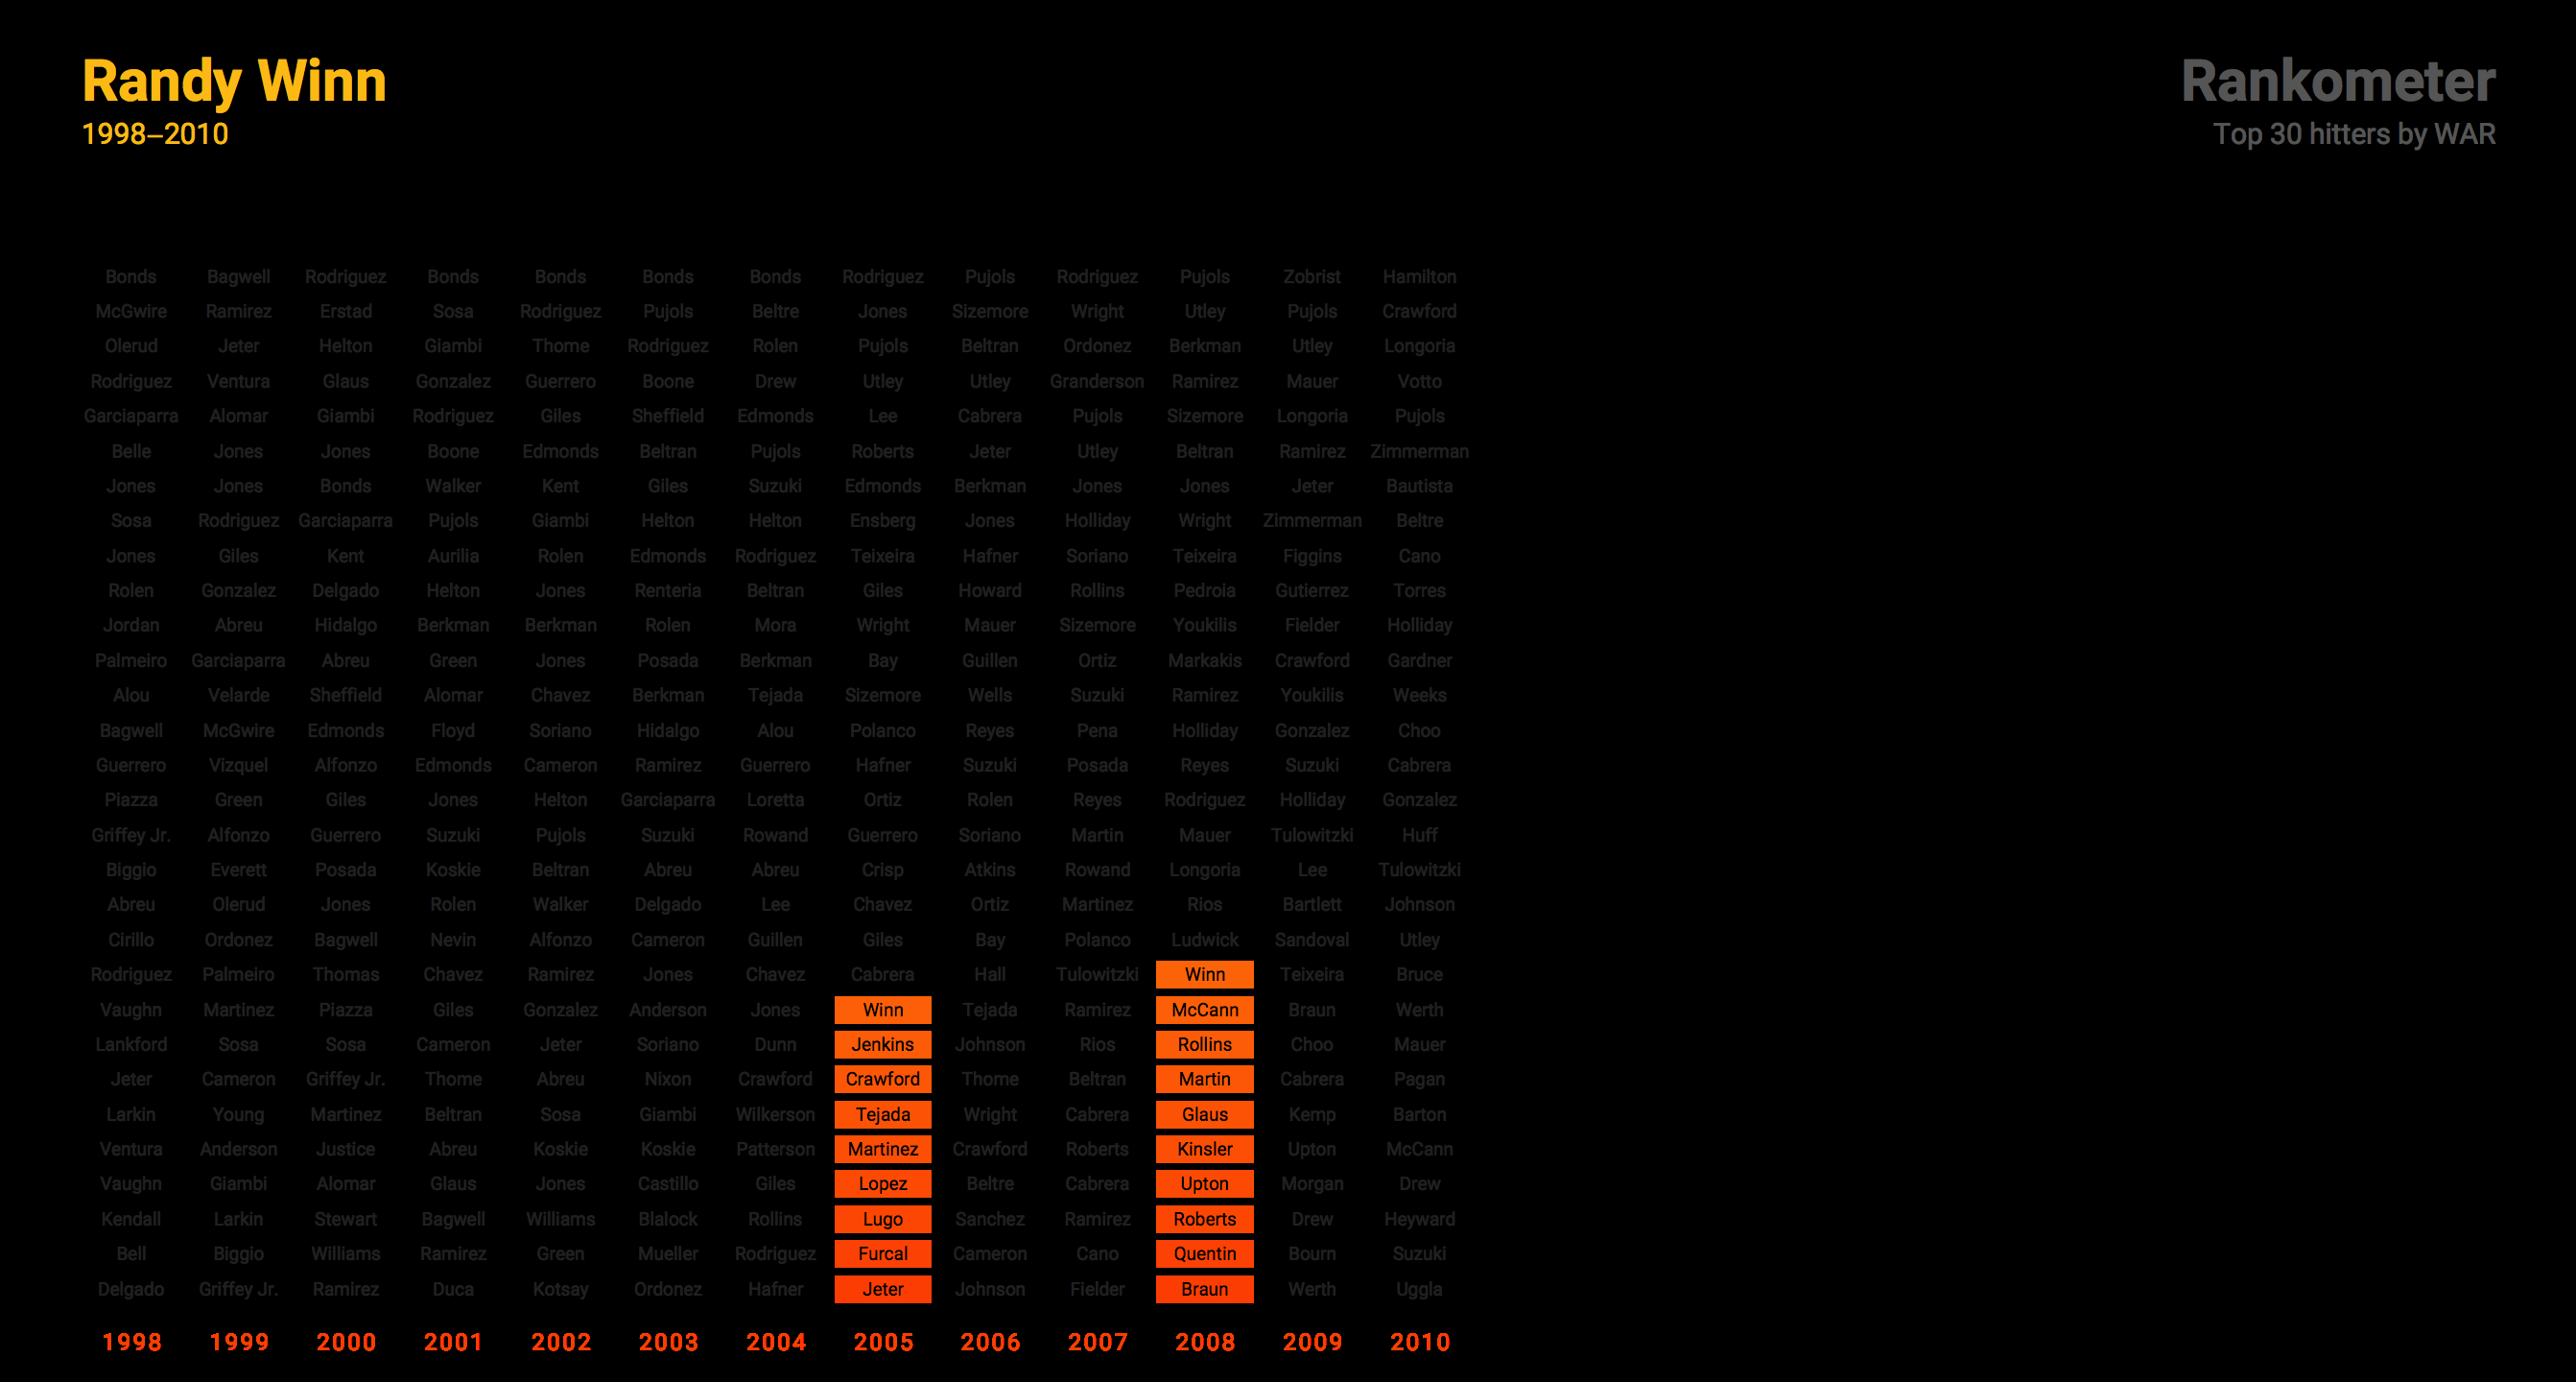 Randy Winn
1998–2010
Rankometer
Top 30 hitters by WAR
Bonds Bagwell Rodriguez Bonds Bonds Bonds Bonds Rodriguez Pujols Rodriguez Pujols Zobrist Hamilton
McGwire Ramirez Erstad Sosa Rodriguez Pujols Beltre Jones Sizemore Wright Utley Pujols Crawford
Olerud Jeter Helton Giambi Thome Rodriguez Rolen Pujols Beltran Ordonez Berkman Utley Longoria
Rodriguez Ventura Glaus Gonzalez Guerrero Boone Drew Utley Utley Granderson Ramirez Mauer Votto
Garciaparra Alomar Giambi Rodriguez Giles Sheffield Edmonds Lee Cabrera Pujols Sizemore Longoria Pujols
Belle Jones Jones Boone Edmonds Beltran Pujols Roberts Jeter Utley Beltran Ramirez Zimmerman
Jones Jones Bonds Walker Kent Giles Suzuki Edmonds Berkman Jones Jones Jeter Bautista
Sosa Rodriguez Garciaparra Pujols Giambi Helton Helton Ensberg Jones Holliday Wright Zimmerman Beltre
Jones Giles Kent Aurilia Rolen Edmonds Rodriguez Teixeira Hafner Soriano Teixeira Figgins Cano
Rolen Gonzalez Delgado Helton Jones Renteria Beltran Giles Howard Rollins Pedroia Gutierrez Torres
Jordan Abreu Hidalgo Berkman Berkman Rolen Mora Wright Mauer Sizemore Youkilis Fielder Holliday
Palmeiro Garciaparra Abreu Green Jones Posada Berkman Bay Guillen Ortiz Markakis Crawford Gardner
Alou Velarde Sheffield Alomar Chavez Berkman Tejada Sizemore Wells Suzuki Ramirez Youkilis Weeks
Bagwell McGwire Edmonds Floyd Soriano Hidalgo Alou Polanco Reyes Pena Holliday Gonzalez Choo
Guerrero Vizquel Alfonzo Edmonds Cameron Ramirez Guerrero Hafner Suzuki Posada Reyes Suzuki Cabrera
Piazza Green Giles Jones Helton Garciaparra Loretta Ortiz Rolen Reyes Rodriguez Holliday Gonzalez
Griffey Jr. Alfonzo Guerrero Suzuki Pujols Suzuki Rowand Guerrero Soriano Martin Mauer Tulowitzki Huff
Biggio Everett Posada Koskie Beltran Abreu Abreu Crisp Atkins Rowand Longoria Lee Tulowitzki
Abreu Olerud Jones Rolen Walker Delgado Lee Chavez Ortiz Martinez Rios Bartlett Johnson
Cirillo Ordonez Bagwell Nevin Alfonzo Cameron Guillen Giles Bay Polanco Ludwick Sandoval Utley
Rodriguez Palmeiro Thomas Chavez Ramirez Jones Chavez Cabrera Hall Tulowitzki Winn Teixeira Bruce
Vaughn Martinez Piazza Giles Gonzalez Anderson Jones Winn Tejada Ramirez McCann Braun Werth
Lankford Sosa Sosa Cameron Jeter Soriano Dunn Jenkins Johnson Rios Rollins Choo Mauer
Jeter Cameron Griffey Jr. Thome Abreu Nixon Crawford Crawford Thome Beltran Martin Cabrera Pagan
Larkin Young Martinez Beltran Sosa Giambi Wilkerson Tejada Wright Cabrera Glaus Kemp Barton
Ventura Anderson Justice Abreu Koskie Koskie Patterson Martinez Crawford Roberts Kinsler Upton McCann
Vaughn Giambi Alomar Glaus Jones Castillo Giles Lopez Beltre Cabrera Upton Morgan Drew
Kendall Larkin Stewart Bagwell Williams Blalock Rollins Lugo Sanchez Ramirez Roberts Drew Heyward
Bell Biggio Williams Ramirez Green Mueller Rodriguez Furcal Cameron Cano Quentin Bourn Suzuki
Delgado Griffey Jr. Ramirez Duca Kotsay Ordonez Hafner Jeter Johnson Fielder Braun Werth Uggla
1998 1999 2000 2001 2002 2003 2004 2005 2006 2007 2008 2009 2010